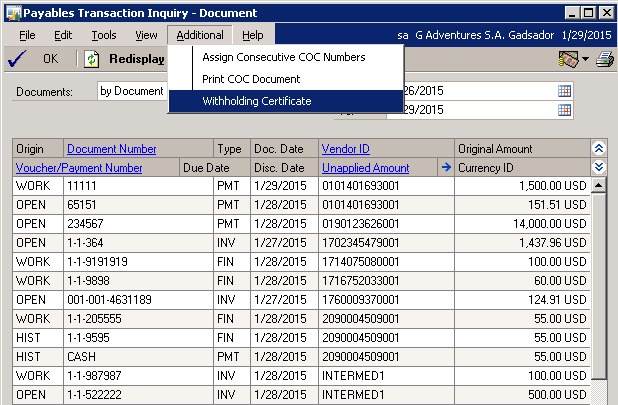 Payables Transaction Inquiry - Document
File Edit Tools View Additional Help sa G Adventures S.A. Gadsador 1/29/2015
OK Redisplay
Assign Consecutive COC Numbers
Print COC Document
Withholding Certificate
Documents: by Document 26/2015
29/2015
Origin Document Number Type Doc. Date Vendor ID Original Amount
Voucher/Payment Number Due Date Disc. Date Unapplied Amount Currency ID
WORK 11111 PMT 1/29/2015 0101401693001 1,500.00 USD
OPEN 65151 PMT 1/28/2015 0101401693001 151.51 USD
OPEN 234567 PMT 1/28/2015 0190123626001 14,000.00 USD
OPEN 1-1-364 INV 1/27/2015 1702345479001 1,437.96 USD
WORK 1-1-9191919 FIN 1/28/2015 1714075080001 100.00 USD
WORK 1-1-9898 FIN 1/28/2015 1716752033001 60.00 USD
OPEN 001-001-4631189 INV 1/27/2015 1760009370001 124.91 USD
WORK 1-1-205555 FIN 1/28/2015 2090004509001 55.00 USD
HIST 1-1-9595 FIN 1/28/2015 2090004509001 55.00 USD
HIST CASH PMT 1/28/2015 2090004509001 55.00 USD
WORK 1-1-987987 INV 1/28/2015 INTERMED1 100.00 USD
OPEN 1-1-522222 INV 1/28/2015 INTERMED1 500.00 USD